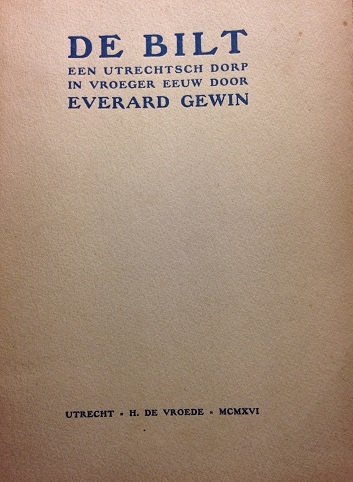 DE BILT
EEN UTRECHTSCH DORP
IN VROEGER EEUW DOOR
EVERARD GEWIN
UTRECHT • H. DE VROEDE • MCMXVI